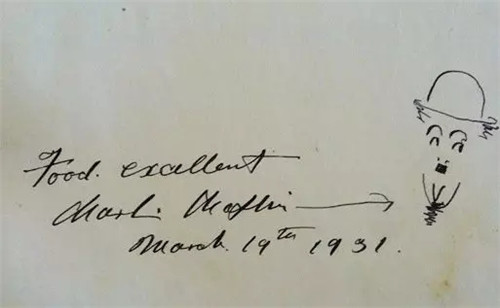 Food. excellent
Charlie Chaplin
March. 19th 1931.